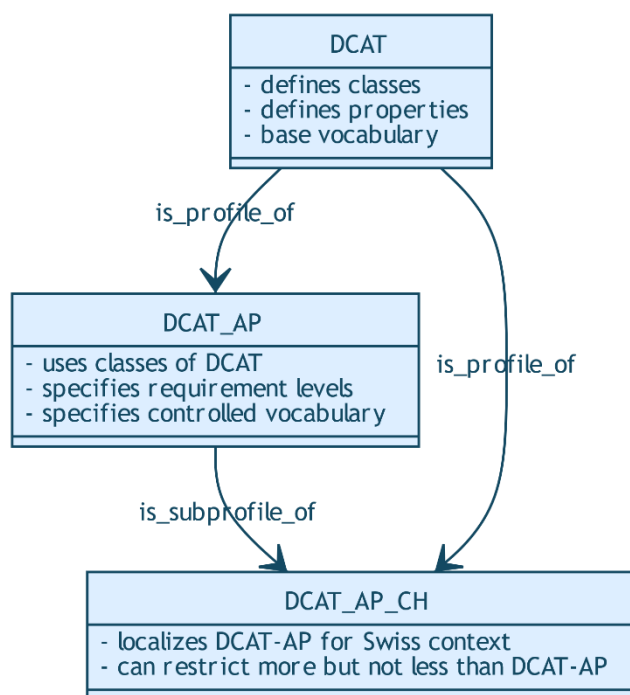 DCAT
- defines classes
- defines properties
- base vocabulary
is_profile_of
DCAT_AP
- uses classes of DCAT
- specifies requirement levels
- specifies controlled vocabulary
is_profile_of
is_subprofile_of
DCAT_AP_CH
- localizes DCAT-AP for Swiss context
- can restrict more but not less than DCAT-AP